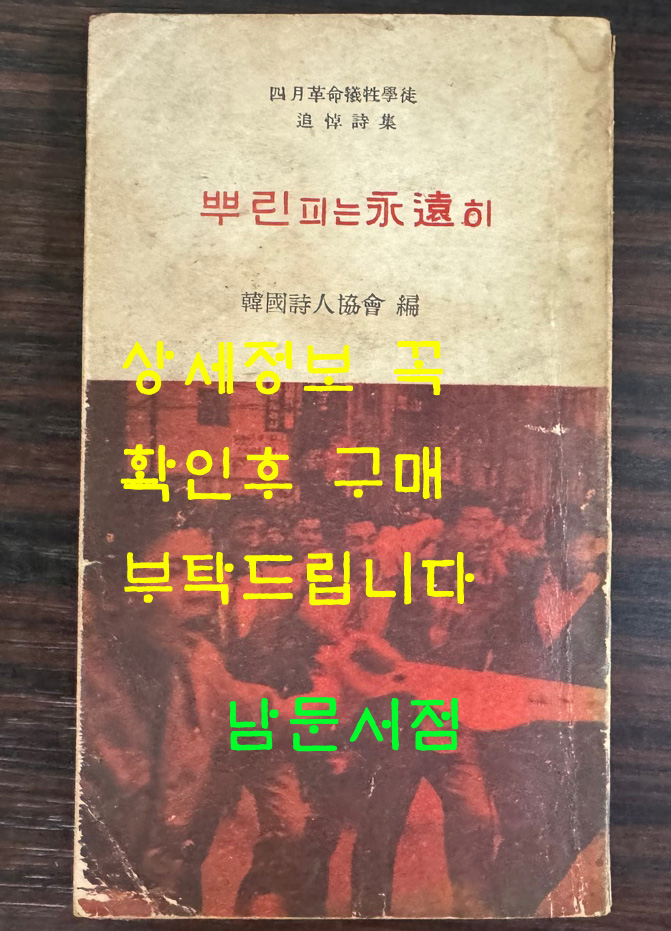 四月革命犧牲學徒
追悼詩集
뿌린피는永遠히
韓國詩人協會 編
상세정보 꼭
확인후 구매
부탁드립니다
남문서점